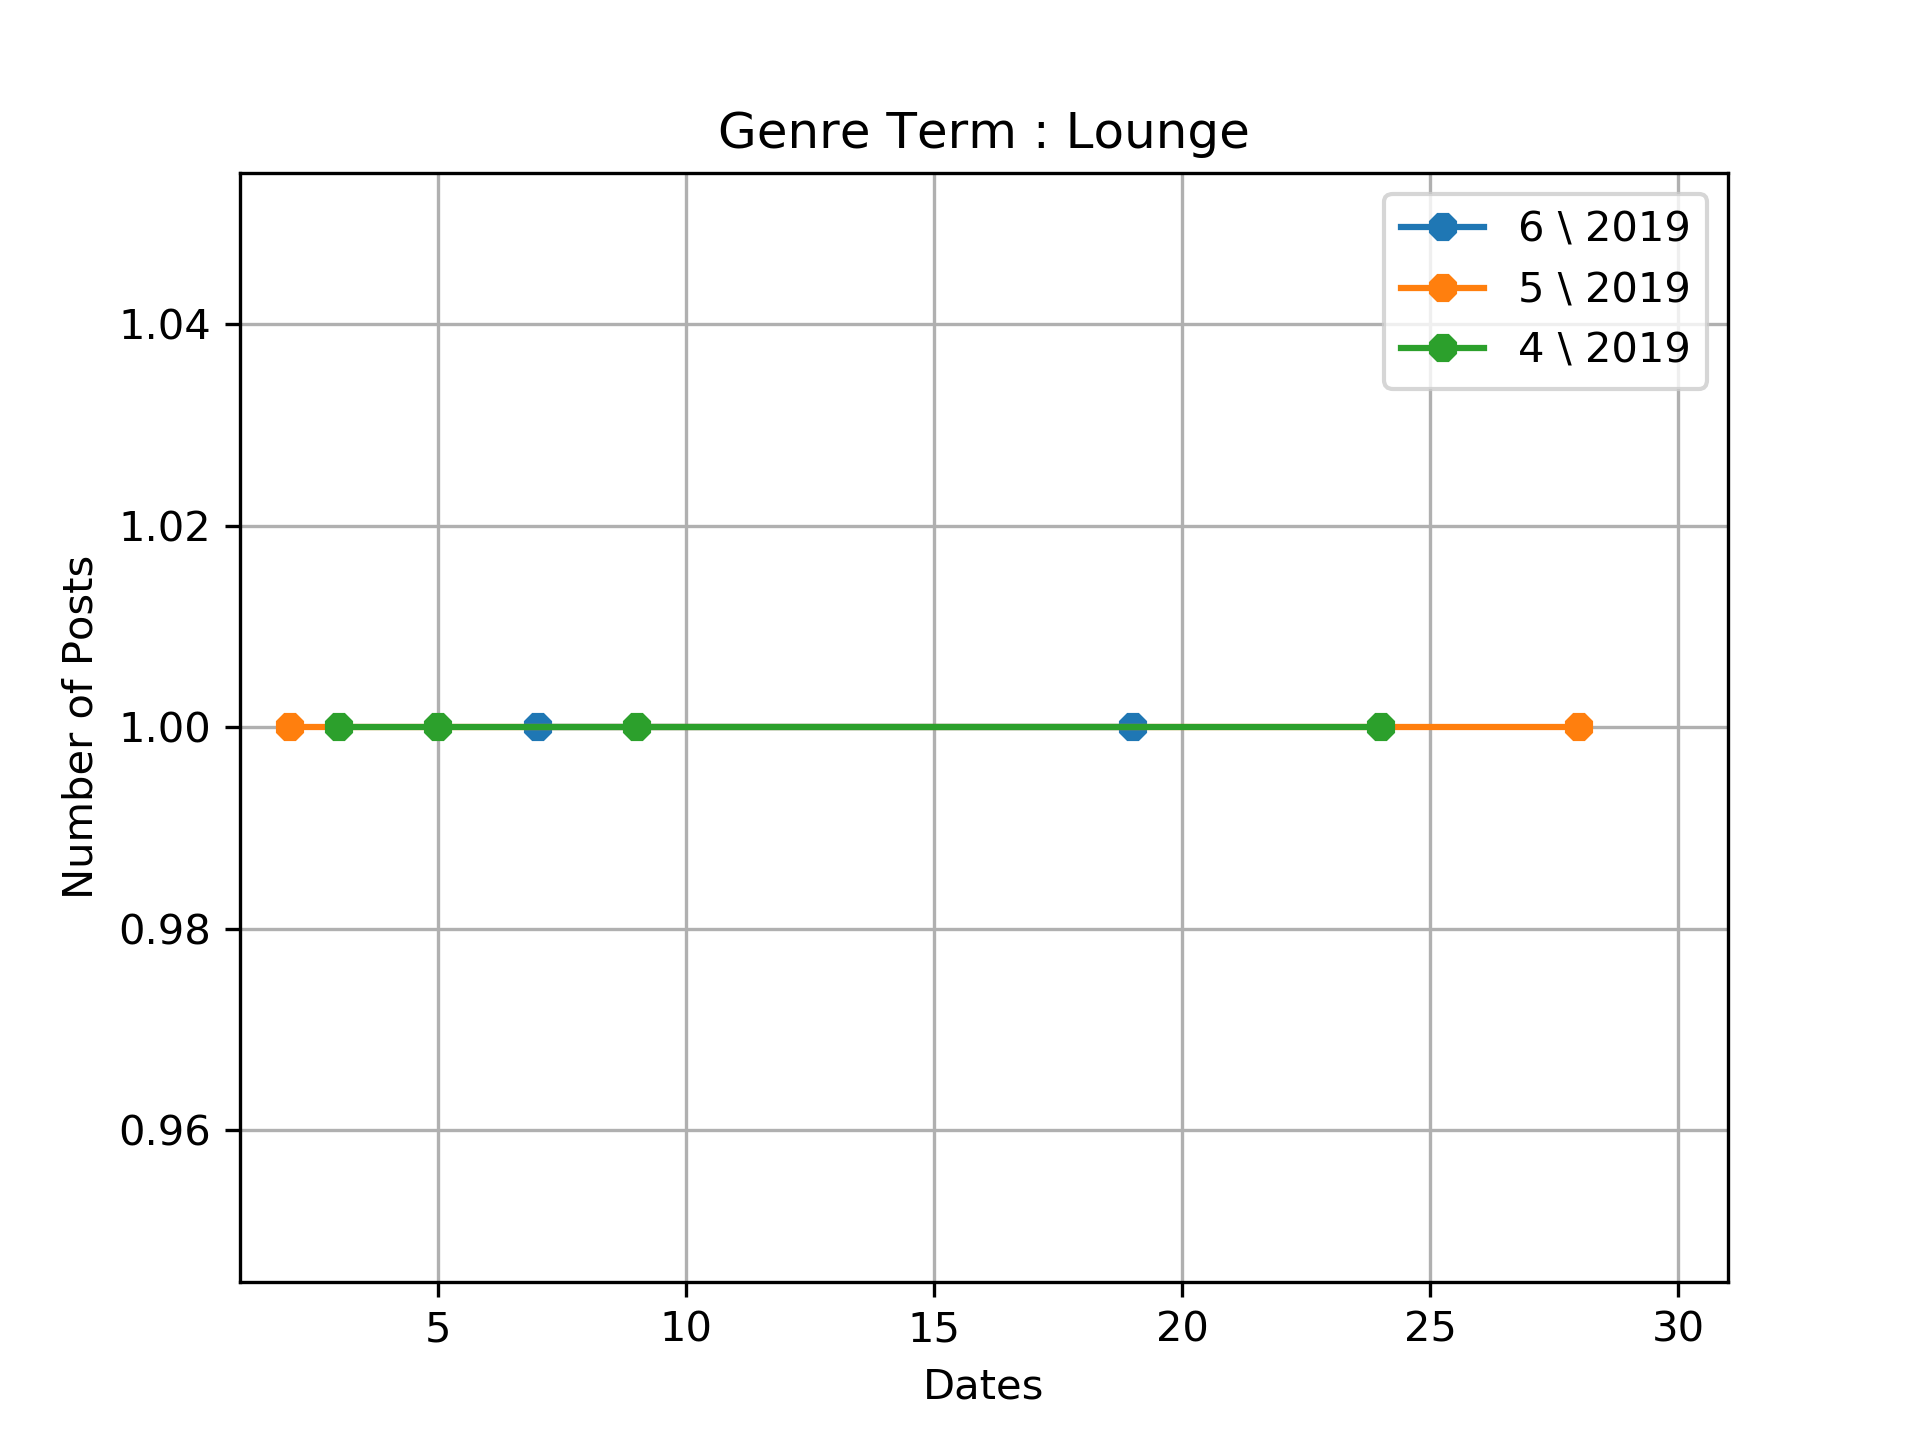 Genre Term : Lounge
6 \ 2019
5 \ 2019
4 \ 2019
1.04
1.02
1.00
0.98
0.96
Number of Posts
5 10 15 20 25 30
Dates